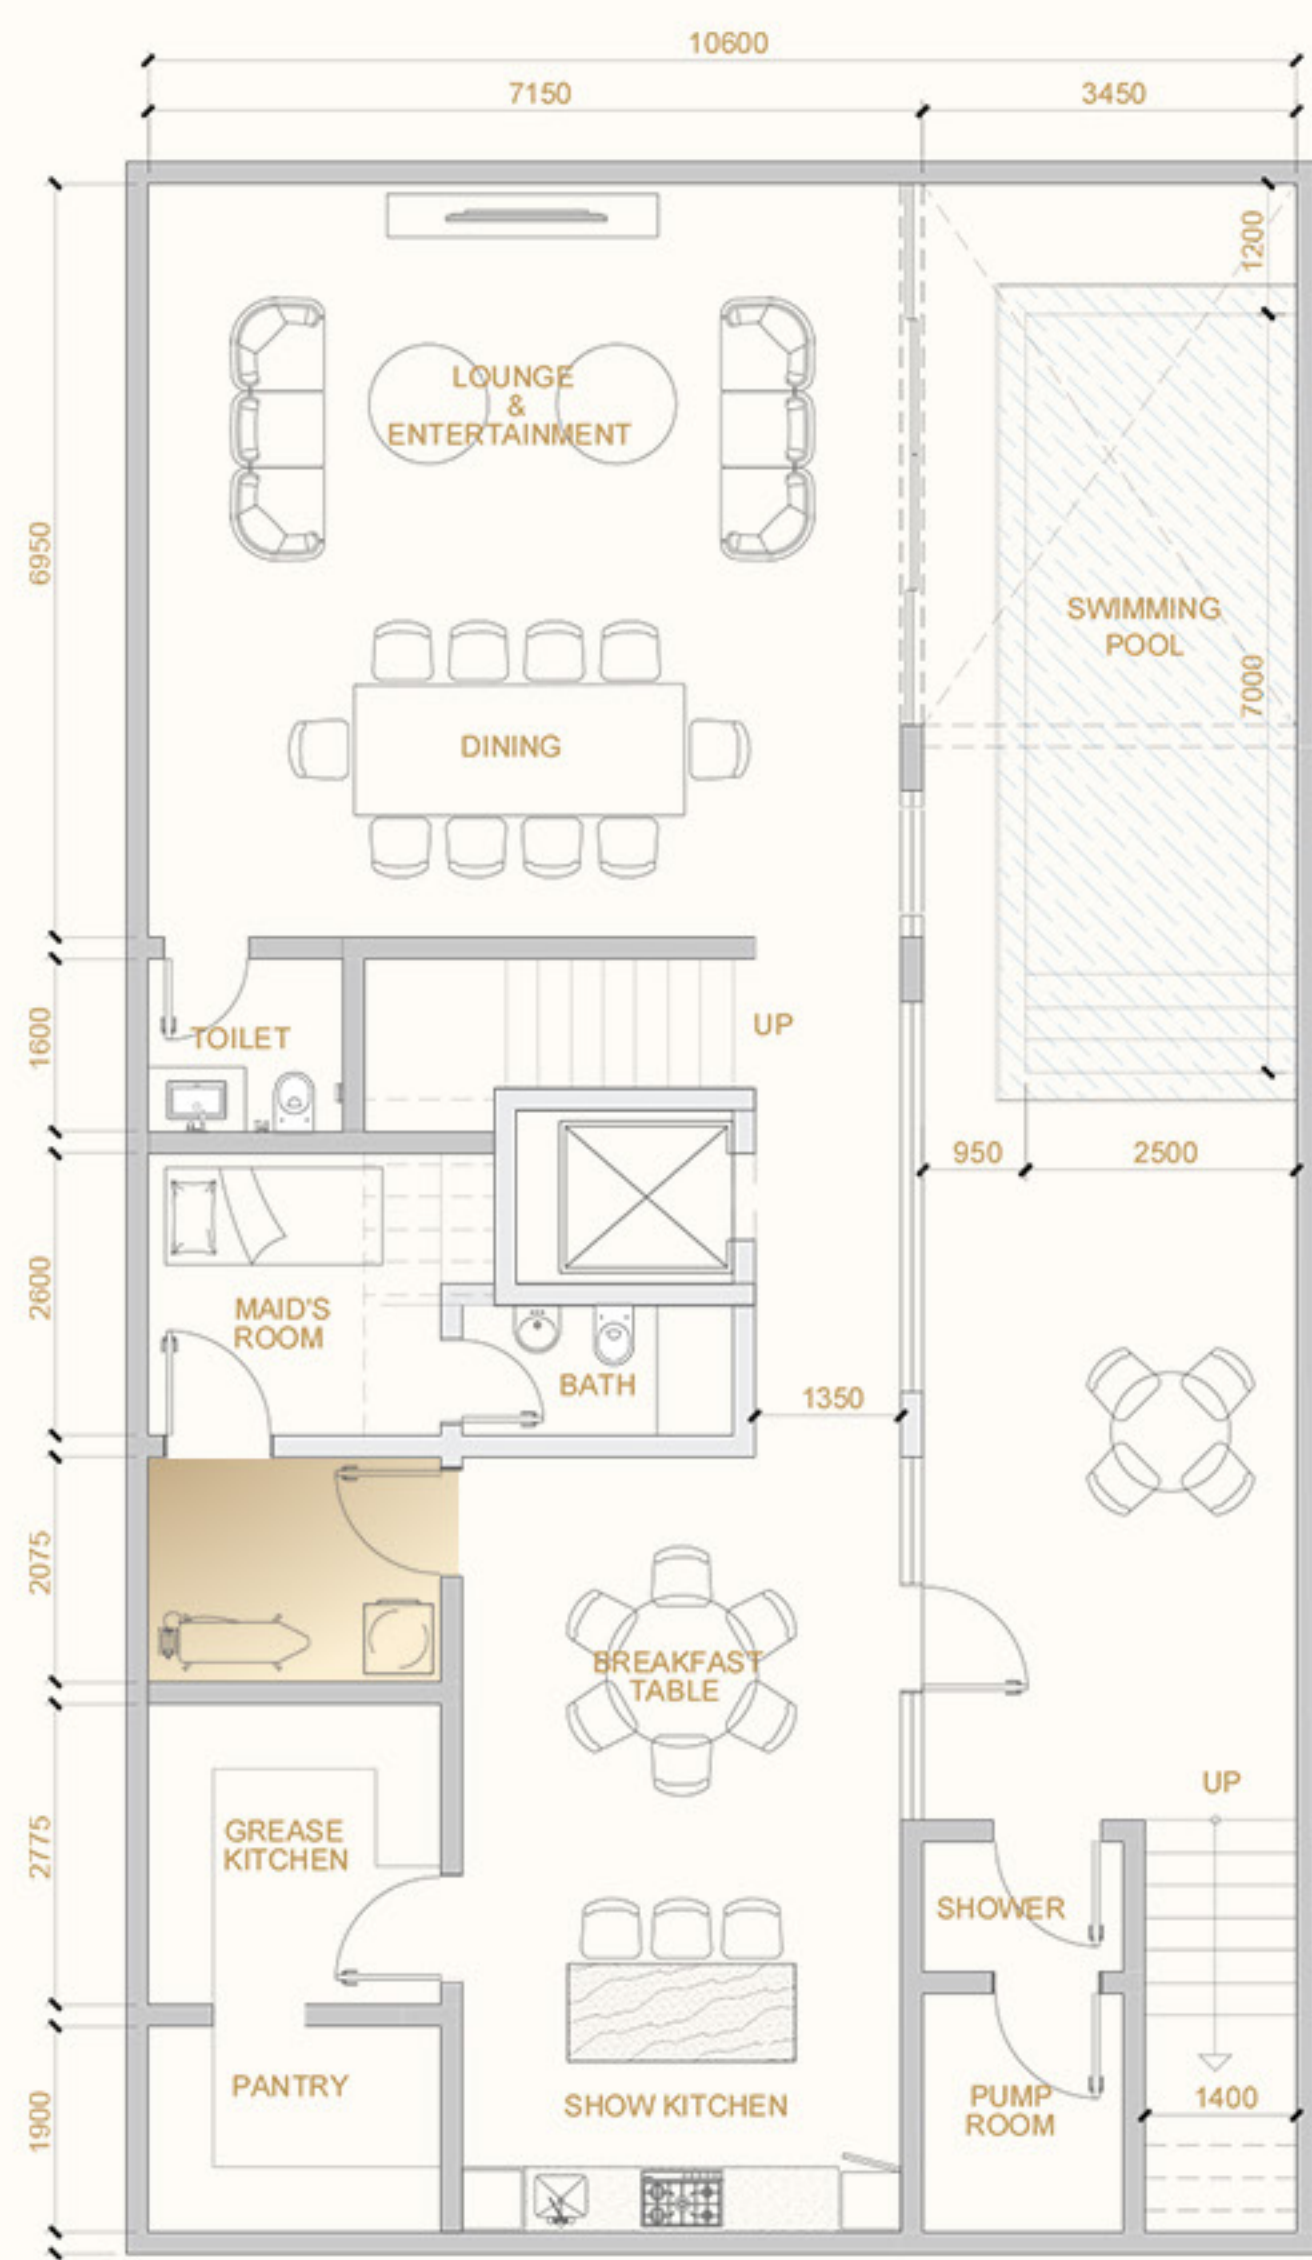 10600
7150
3450
1200
LOUNGE
&
ENTERTAINMENT
6950
SWIMMING
POOL
7000
DINING
1600
TOILET
UP
950
2500
2600
MAID'S
ROOM
BATH
1350
2075
BREAKFAST
TABLE
UP
2775
GREASE
KITCHEN
SHOWER
PANTRY
SHOW KITCHEN
PUMP
ROOM
1400
1900